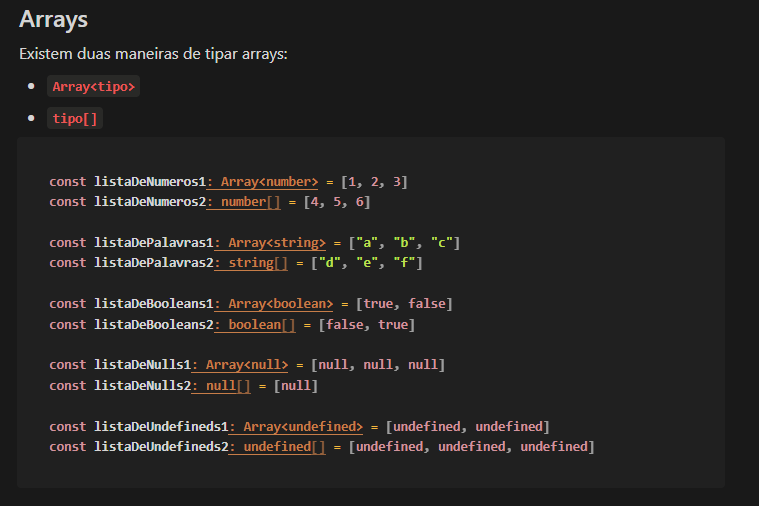 Arrays
Existem duas maneiras de tipar arrays:
Array<tipo>
tipo[]
const listaDeNumeros1: Array<number> = [1, 2, 3]
const listaDeNumeros2: number[] = [4, 5, 6]
const listaDePalavras1: Array<string> = ["a", "b", "c"]
const listaDePalavras2: string[] = ["d", "e", "f"]
const listaDeBooleans1: Array<boolean> = [true, false]
const listaDeBooleans2: boolean[] = [false, true]
const listaDeNulls1: Array<null> = [null, null, null]
const listaDeNulls2: null[] = [null]
const listaDeUndefineds1: Array<undefined> = [undefined, undefined]
const listaDeUndefineds2: undefined[] = [undefined, undefined, undefined]